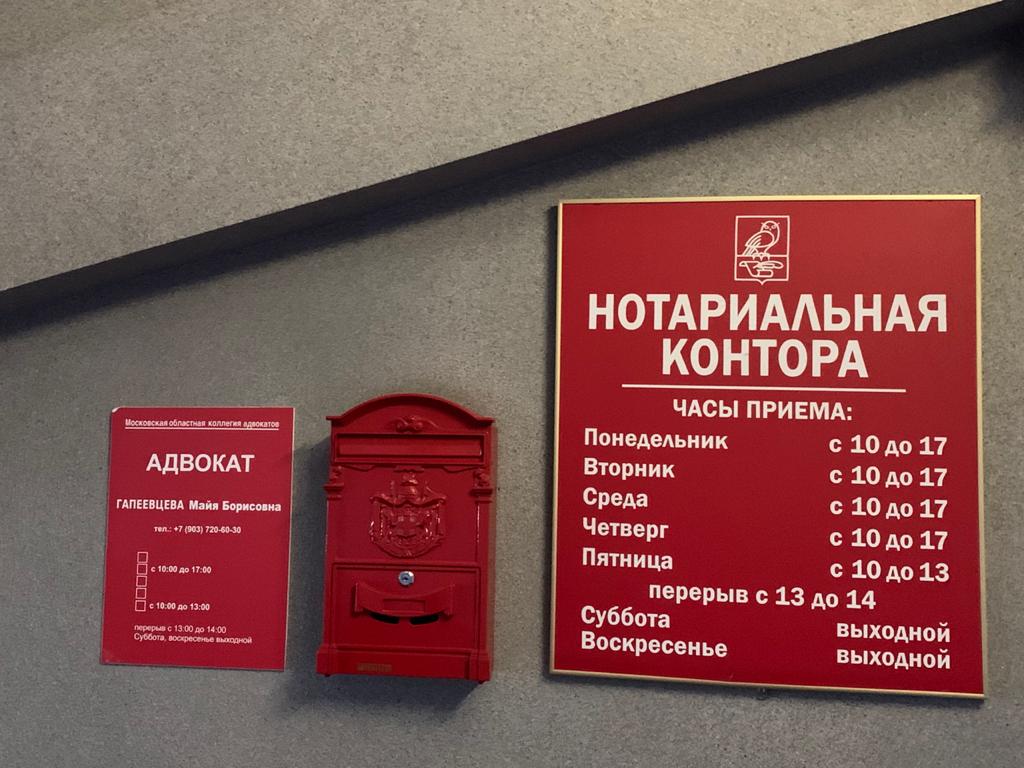 Московская областная коллегия адвокатов
АДВОКАТ
ГАПЕЕВЦЕВА Майя Борисовна
тел.: +7 (903) 720-60-30
с 10:00 до 17:00
с 10:00 до 13:00
перерыв с 13:00 до 14:00
Суббота, воскресенье выходной
НОТАРИАЛЬНАЯ
КОНТОРА
ЧАСЫ ПРИЕМА:
Понедельник с 10 до 17
Вторник с 10 до 17
Среда с 10 до 17
Четверг с 10 до 17
Пятница с 10 до 13
перерыв с 13 до 14
Суббота выходной
Воскресенье выходной